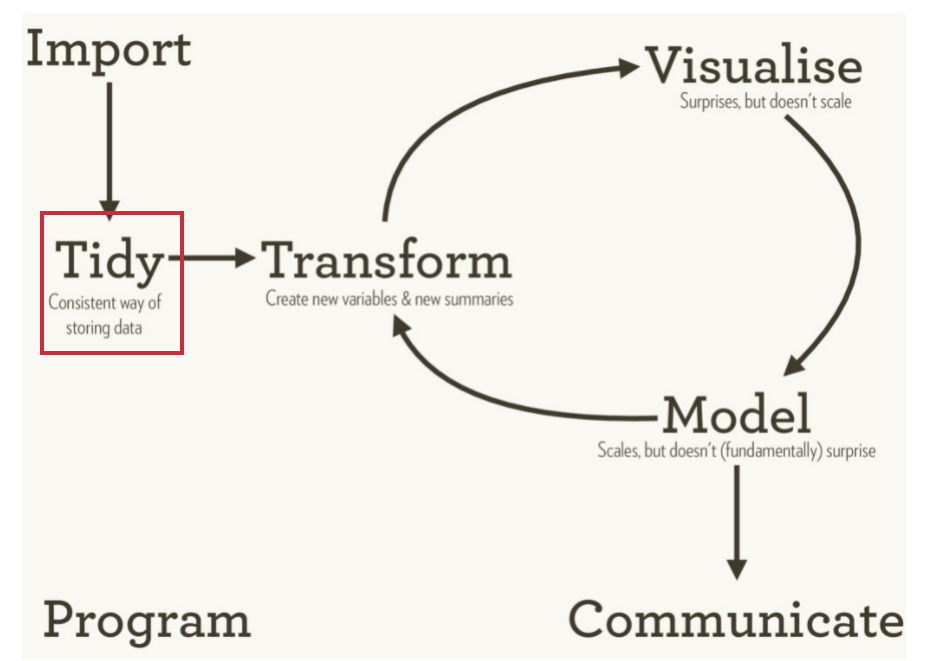 Import
Visualise
Surprises, but doesn't scale
Tidy
Consistent way of
storing data
Transform
Create new variables & new summaries
Model
Scales, but doesn't (fundamentally) surprise
Program
Communicate